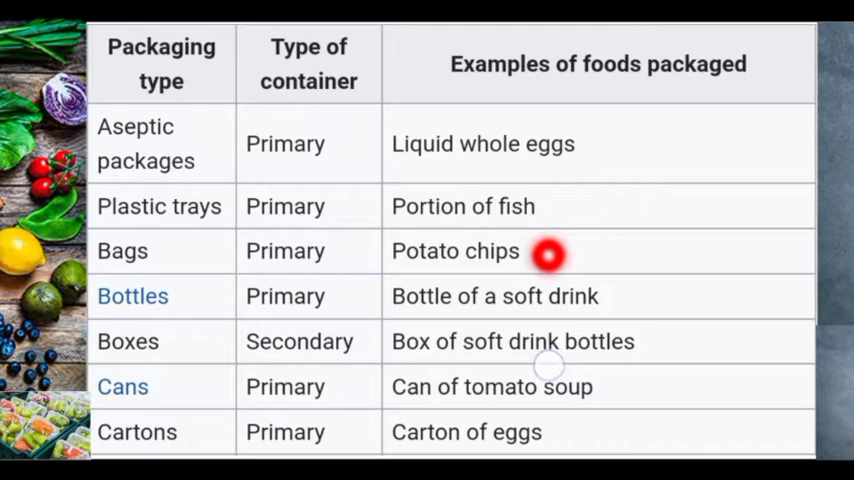 Packaging type
Type of container
Examples of foods packaged
Aseptic packages
Primary
Liquid whole eggs
Plastic trays
Primary
Portion of fish
Bags
Primary
Potato chips
Bottles
Primary
Bottle of a soft drink
Boxes
Secondary
Box of soft drink bottles
Cans
Primary
Can of tomato soup
Cartons
Primary
Carton of eggs